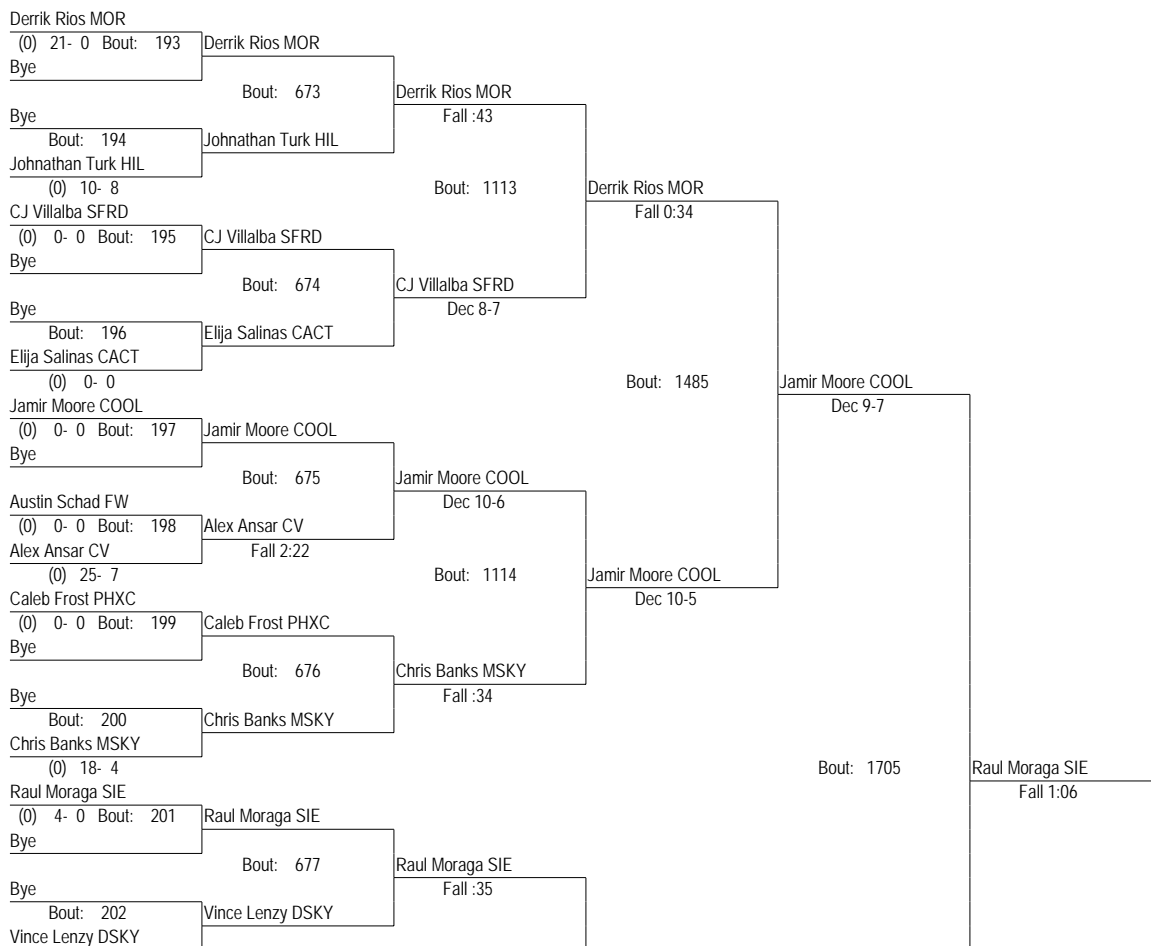 Derrik Rios MOR
(0) 21- 0 Bout: 193 Derrik Rios MOR
Bye
Bout: 673 Derrik Rios MOR
Fall :43
Bye
Bout: 194 Johnathan Turk HIL
Johnathan Turk HIL
(0) 10- 8
Bout: 1113 Derrik Rios MOR
Fall 0:34
CJ Villalba SFRD
(0) 0- 0 Bout: 195 CJ Villalba SFRD
Bye
Bout: 674 CJ Villalba SFRD
Dec 8-7
Bye
Bout: 196 Elija Salinas CACT
Elija Salinas CACT
(0) 0- 0
Bout: 1485 Jamir Moore COOL
Dec 9-7
Jamir Moore COOL
(0) 0- 0 Bout: 197 Jamir Moore COOL
Bye
Bout: 675 Jamir Moore COOL
Dec 10-6
Austin Schad FW
(0) 0- 0 Bout: 198 Alex Ansar CV
Alex Ansar CV Fall 2:22
(0) 25- 7
Bout: 1114 Jamir Moore COOL
Dec 10-5
Caleb Frost PHXC
(0) 0- 0 Bout: 199 Caleb Frost PHXC
Bye
Bout: 676 Chris Banks MSKY
Fall :34
Bye
Bout: 200 Chris Banks MSKY
Chris Banks MSKY
(0) 18- 4
Bout: 1705 Raul Moraga SIE
Fall 1:06
Raul Moraga SIE
(0) 4- 0 Bout: 201 Raul Moraga SIE
Bye
Bout: 677 Raul Moraga SIE
Fall :35
Bye
Bout: 202 Vince Lenzy DSKY
Vince Lenzy DSKY